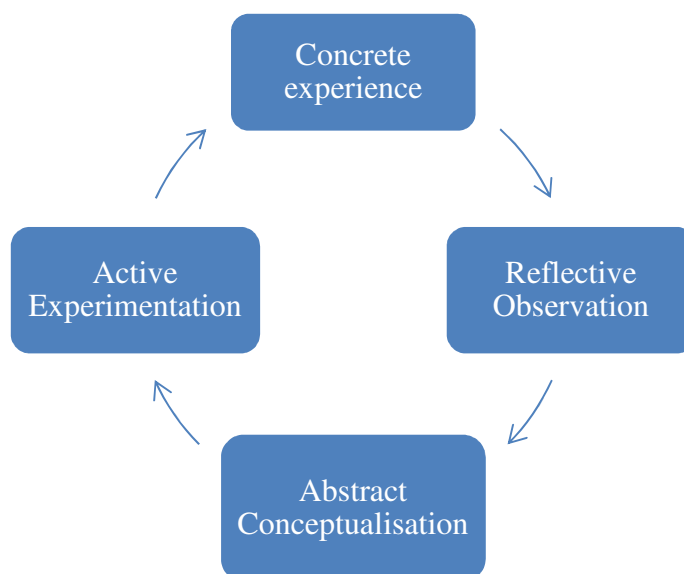 Concrete
experience
Reflective
Observation
Abstract
Conceptualisation
Active
Experimentation